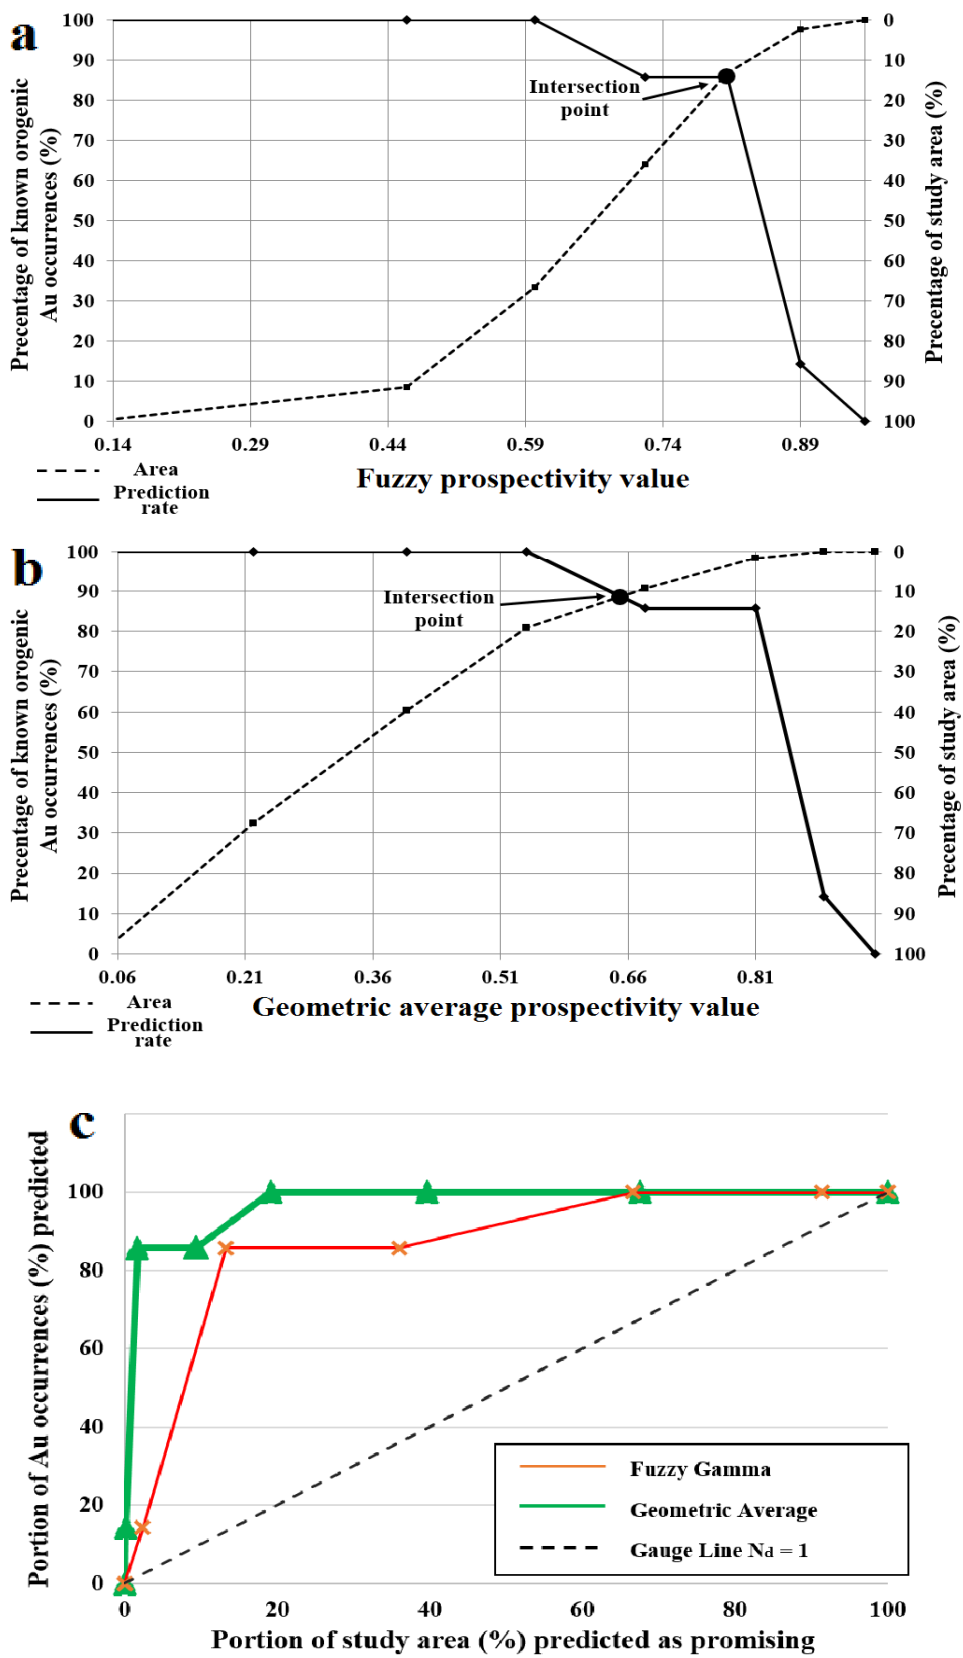 a
Precentage of known orogenic
Au occurrences (%)
100
90
80
70
60
50
40
30
20
10
0
0
10
20
30
40
50
60
70
80
90
100
Precentage of study area (%)
Intersection
point
0.14 0.29 0.44 0.59 0.74 0.89
Area
Prediction
rate
Fuzzy prospectivity value
b
Precentage of known orogenic
Au occurrences (%)
100
90
80
70
60
50
40
30
20
10
0
0
10
20
30
40
50
60
70
80
90
100
Precentage of study area (%)
Intersection
point
0.06 0.21 0.36 0.51 0.66 0.81
Area
Prediction
rate
Geometric average prospectivity value
c
Portion of Au occurrences (%) predicted
100
80
60
40
20
0
Fuzzy Gamma
Geometric Average
Gauge Line Nd = 1
0 20 40 60 80 100
Portion of study area (%) predicted as promising